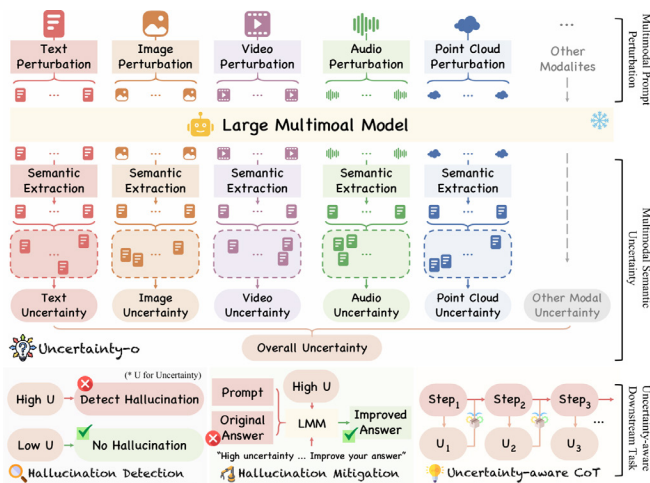 Text Perturbation
Image Perturbation
Video Perturbation
Audio Perturbation
Point Cloud Perturbation
...
Other Modalites
Multimodal Prompt Perturbation
Large Multimoal Model
Semantic Extraction
Semantic Extraction
Semantic Extraction
Semantic Extraction
Semantic Extraction
Multimodal Semantic Uncertainty
Text Uncertainty
Image Uncertainty
Video Uncertainty
Audio Uncertainty
Point Cloud Uncertainty
Other Modal Uncertainty
Uncertainty-o
Overall Uncertainty
(* U for Uncertainty)
High U
Detect Hallucination
Low U
No Hallucination
Hallucination Detection
Prompt
High U
Original Answer
LMM
Improved Answer
"High uncertainty ... Improve your answer"
Hallucination Mitigation
Step1
Step2
Step3
...
U1
U2
U3
Uncertainty-aware CoT
Uncertainty-aware Downstream Task